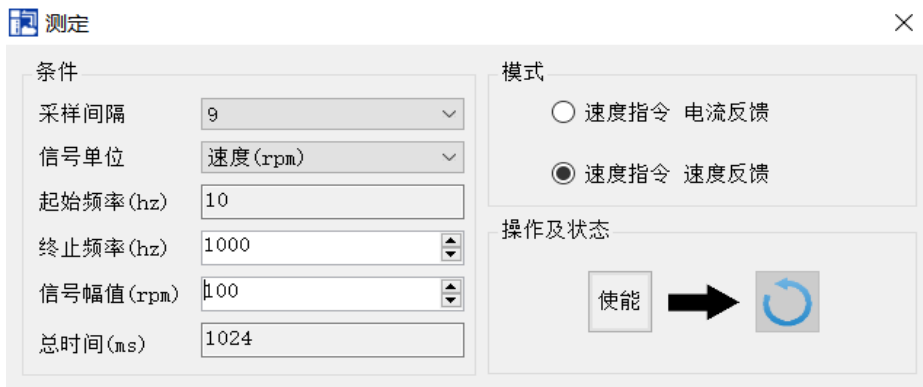 测定
条件
采样间隔 9
信号单位 速度(rpm)
起始频率(hz) 10
终止频率(hz) 1000
信号幅值(rpm) 100
总时间(ms) 1024
模式
速度指令 电流反馈
速度指令 速度反馈
操作及状态
使能